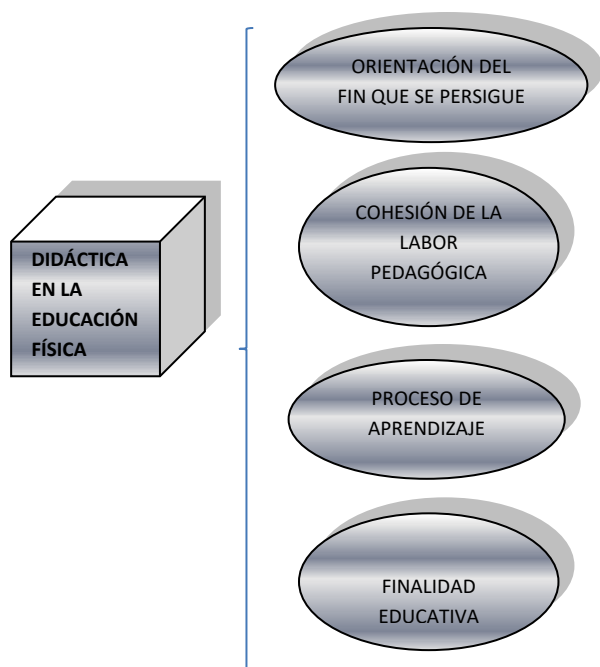 DIDÁCTICA
EN LA
EDUCACIÓN
FÍSICA
ORIENTACIÓN DEL
FIN QUE SE PERSIGUE
COHESIÓN DE LA
LABOR
PEDAGÓGICA
PROCESO DE
APRENDIZAJE
FINALIDAD
EDUCATIVA